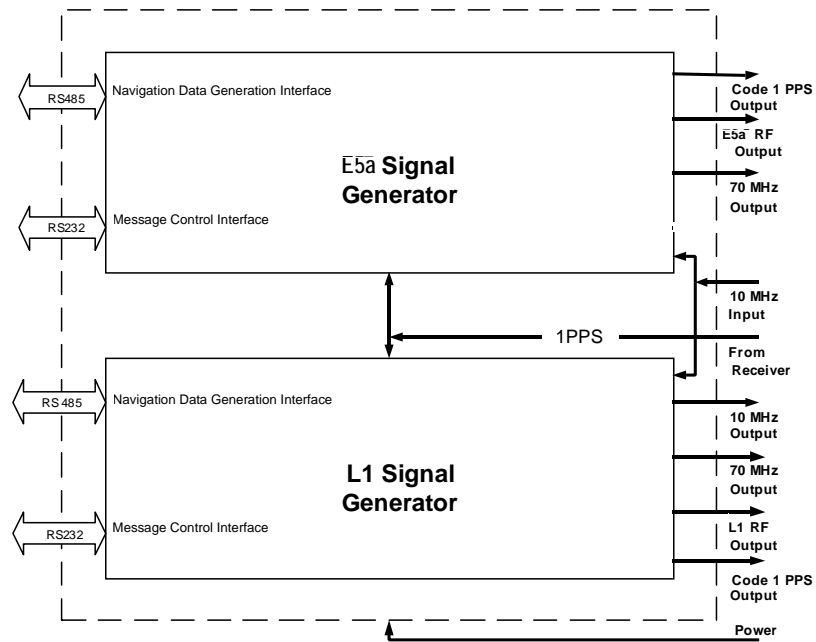 Code 1 PPS
Output
RS485
Navigation Data Generation Interface
E5a RF
Output
E5a Signal
Generator
70 MHz
Output
RS232
Message Control Interface
10 MHz
Input
1PPS
From
Receiver
RS 485
Navigation Data Generation Interface
10 MHz
Output
L1 Signal
Generator
70 MHz
Output
RS232
Message Control Interface
L1 RF
Output
Code 1 PPS
Output
Power